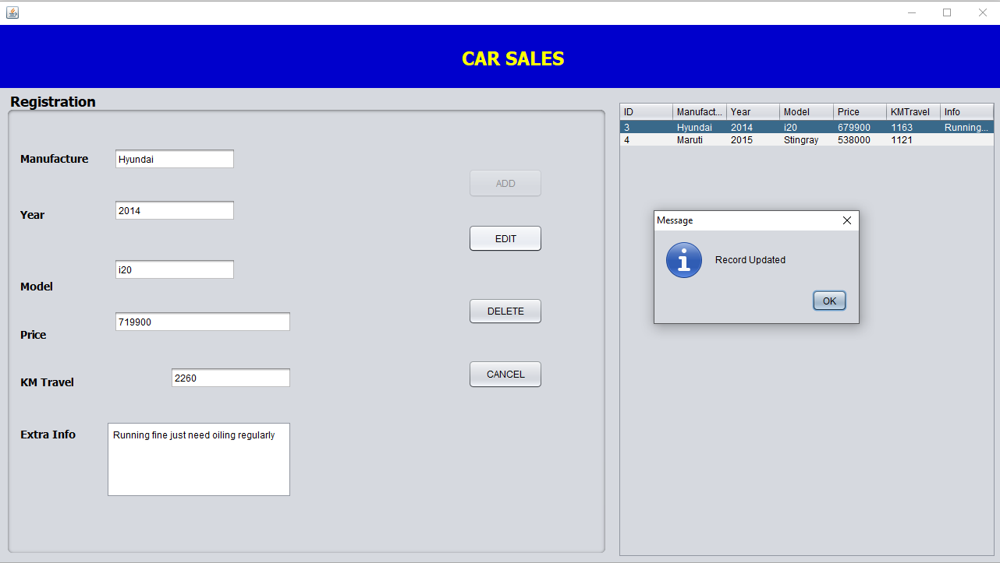 CAR SALES
Registration
Manufacture Hyundai
Year 2014
Model i20
Price 719900
KM Travel 2260
Extra Info Running fine just need oiling regularly
ADD
EDIT
DELETE
CANCEL
ID Manufact... Year Model Price KMTravel Info
3 Hyundai 2014 i20 679900 1163 Running...
4 Maruti 2015 Stingray 538000 1121
Message
Record Updated
OK